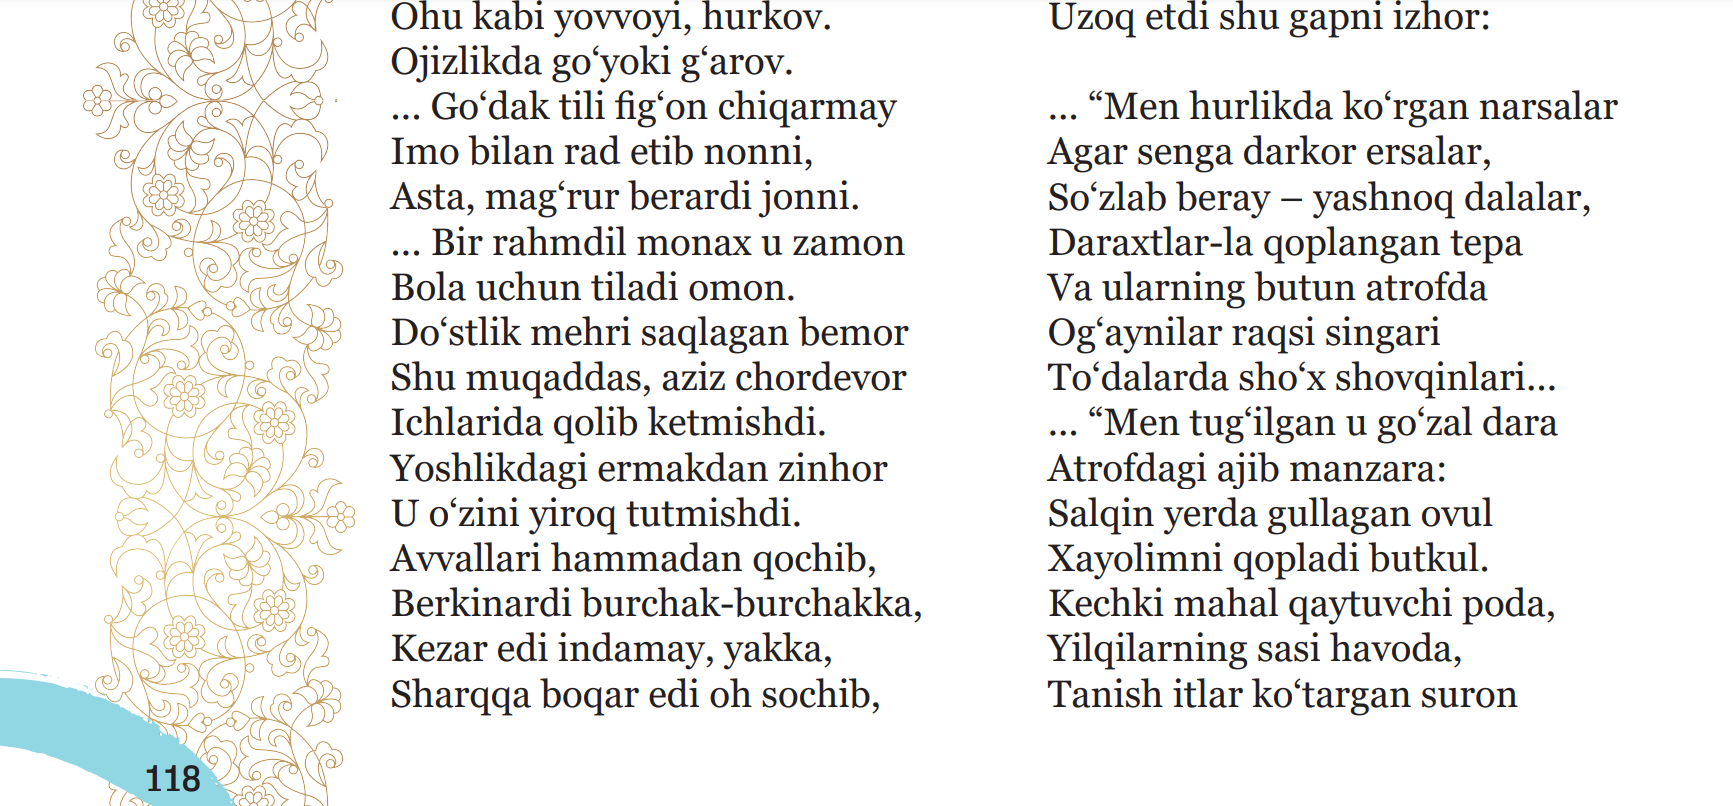 Ohu kabi yovvoyi, hurkov.
Ojizlikda go‘yoki g‘arov.
... Go‘dak tili fig‘on chiqarmay
Imo bilan rad etib nonni,
Asta, mag‘rur berardi jonni.
... Bir rahmdil monax u zamon
Bola uchun tiladi omon.
Do‘stlik mehri saqlagan bemor
Shu muqaddas, aziz chordevor
Ichlarida qolib ketmishdi.
Yoshlikdagi ermakdan zinhor
U o‘zini yiroq tutmishdi.
Avvallari hammadan qochib,
Berkinardi burchak-burchakka,
Kezar edi indamay, yakka,
Sharqqa boqar edi oh sochib,
Uzoq etdi shu gapni izhor:
... “Men hurlikda ko‘rgan narsalar
Agar senga darkor ersalar,
So‘zlab beray – yashnoq dalalar,
Daraxtlar-la qoplangan tepa
Va ularning butun atrofda
Og‘aynilar raqsi singari
To‘dalarda sho‘x shovqinlari...
... “Men tug‘ilgan u go‘zal dara
Atrofdagi ajib manzara:
Salqin yerda gullagan ovul
Xayolimni qopladi butkul.
Kechki mahal qaytuvchi poda,
Yilqilarning sasi havoda,
Tanish itlar ko‘targan suron
118